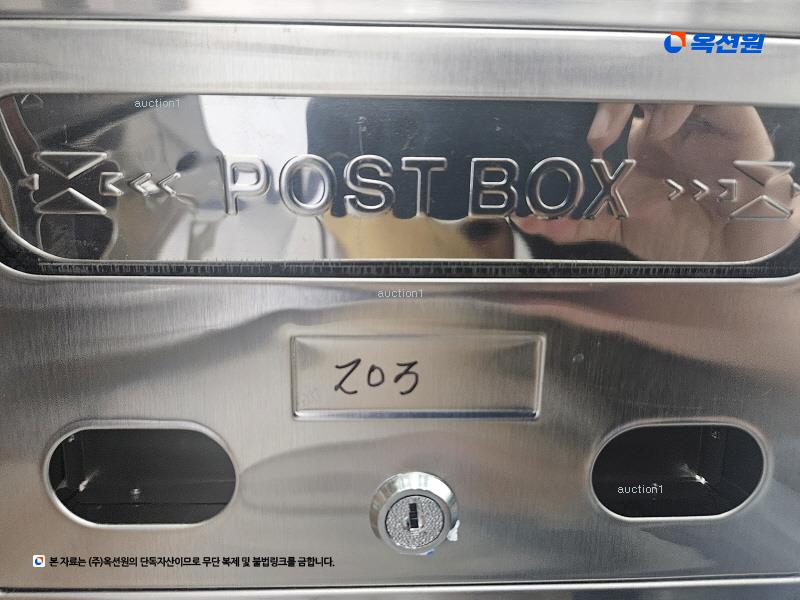 옥션원
auction1
POST BOX
auction1
203
auction1
본 자료는 (주)옥션원의 단독자산이므로 무단 복제 및 불법링크를 금합니다.